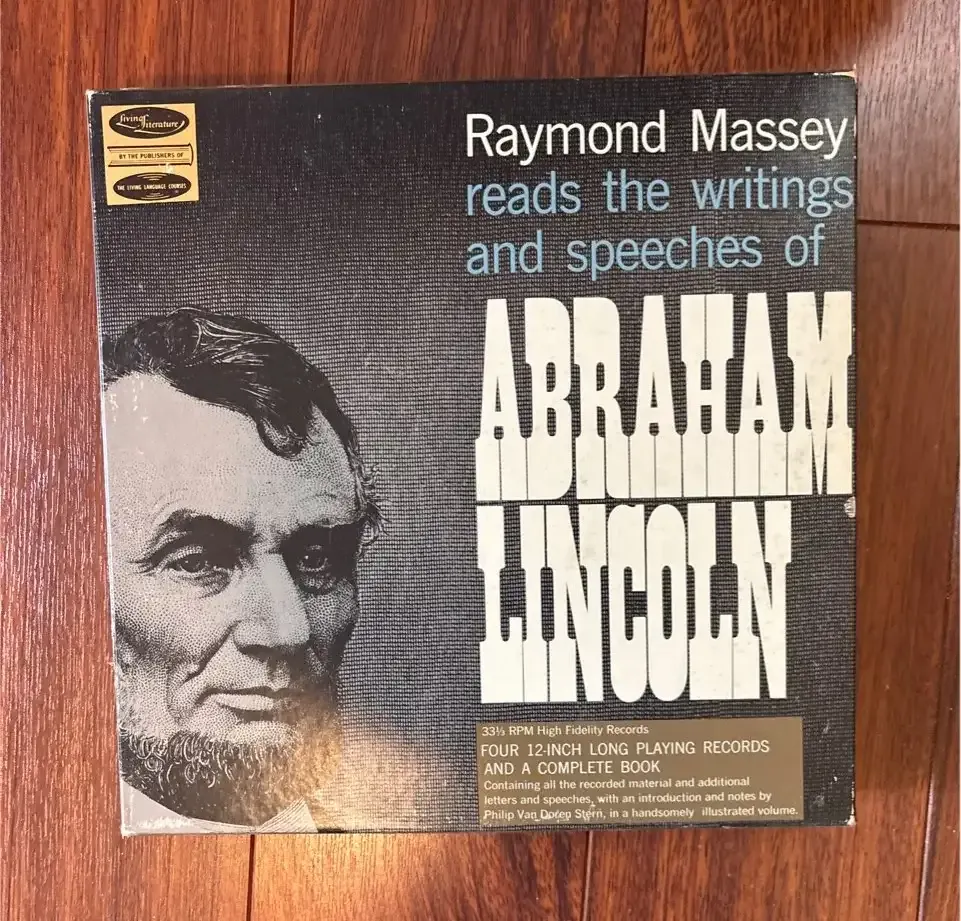 Living Literature
BY THE PUBLISHERS OF
THE LIVING LANGUAGE COURSES
Raymond Massey
reads the writings
and speeches of
ABRAHAM
LINCOLN
33⅓ RPM High Fidelity Records
FOUR 12-INCH LONG PLAYING RECORDS
AND A COMPLETE BOOK
Containing all the recorded material and additional
letters and speeches, with an introduction and notes by
Philip Van Doren Stern, in a handsomely illustrated volume.